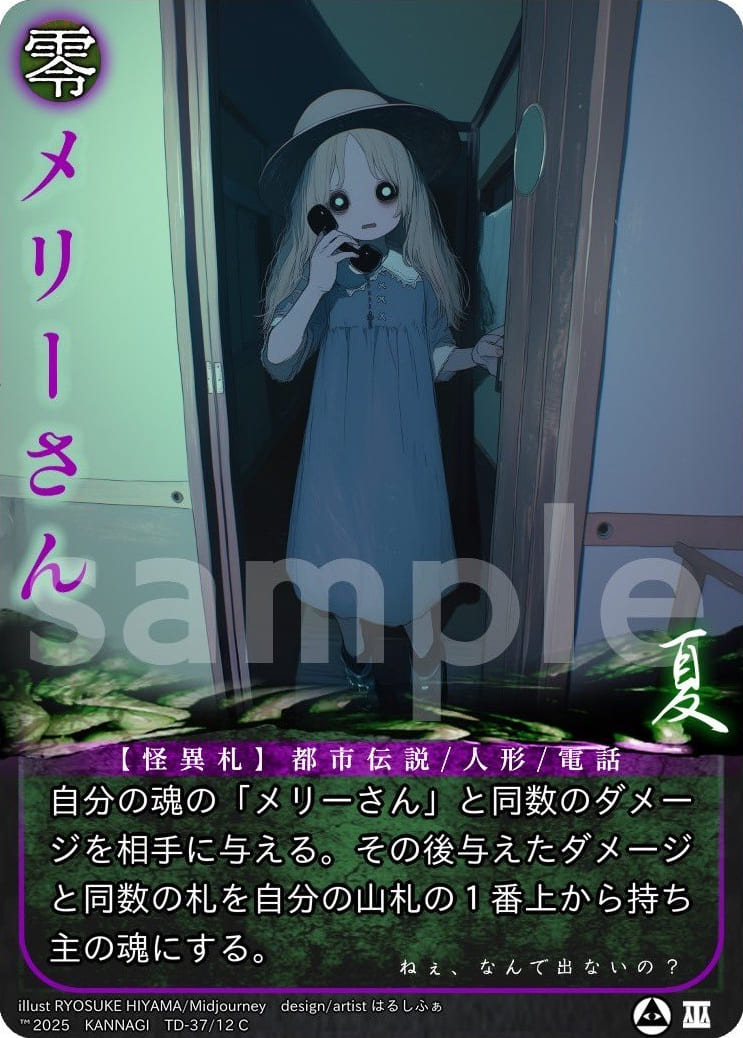 零
メリーさん
sample
夏
【怪異札】都市伝説/人形/電話
自分の魂の「メリーさん」と同数のダメー
ジを相手に与える。その後与えたダメージ
と同数の札を自分の山札の1番上から持ち
主の魂にする。
ねぇ、なんで出ないの？
illust RYOSUKE HIYAMA/Midjourney design/artist はるしふぁ
™2025 KANNAGI TD-37/12 C
巫